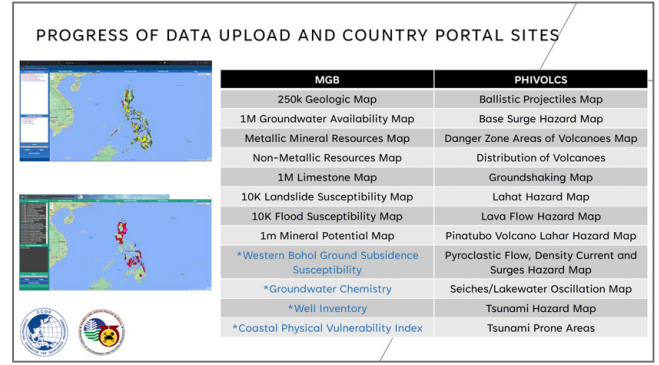 PROGRESS OF DATA UPLOAD AND COUNTRY PORTAL SITES
MGB PHIVOLCS
250k Geologic Map Ballistic Projectiles Map
1M Groundwater Availability Map Base Surge Hazard Map
Metallic Mineral Resources Map Danger Zone Areas of Volcanoes Map
Non-Metallic Resources Map Distribution of Volcanoes
1M Limestone Map Groundshaking Map
10K Landslide Susceptibility Map Lahat Hazard Map
10K Flood Susceptibility Map Lava Flow Hazard Map
1m Mineral Potential Map Pinatubo Volcano Lahar Hazard Map
*Western Bohol Ground Subsidence Pyroclastic Flow, Density Current and
Susceptibility Surges Hazard Map
*Groundwater Chemistry Seiches/Lakewater Oscillation Map
*Well Inventory Tsunami Hazard Map
*Coastal Physical Vulnerability Index Tsunami Prone Areas
CCOP